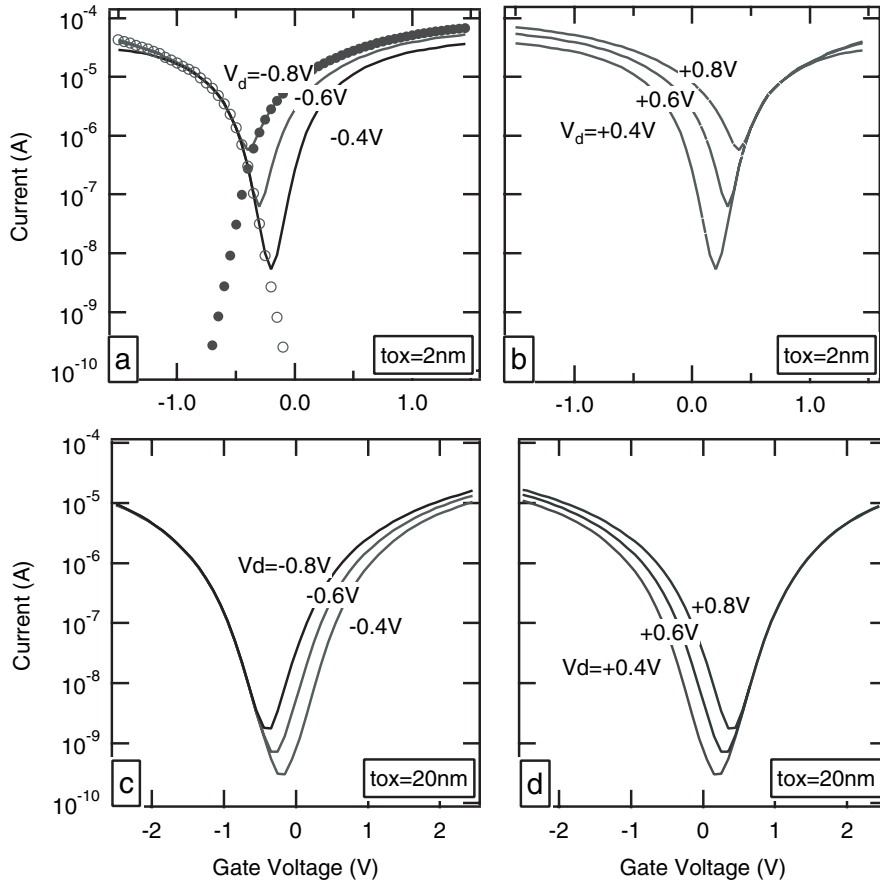 10-4
10-5
10-6
10-7
10-8
10-9
10-10
Current (A)
Vd=-0.8V
-0.6V
-0.4V
a
tox=2nm
-1.0
0.0
1.0
+0.8V
+0.6V
Vd=+0.4V
b
tox=2nm
-1.0
0.0
1.0
10-4
10-5
10-6
10-7
10-8
10-9
10-10
Current (A)
Vd=-0.8V
-0.6V
-0.4V
c
tox=20nm
-2
-1
0
1
2
Gate Voltage (V)
+0.8V
+0.6V
Vd=+0.4V
d
tox=20nm
-2
-1
0
1
2
Gate Voltage (V)